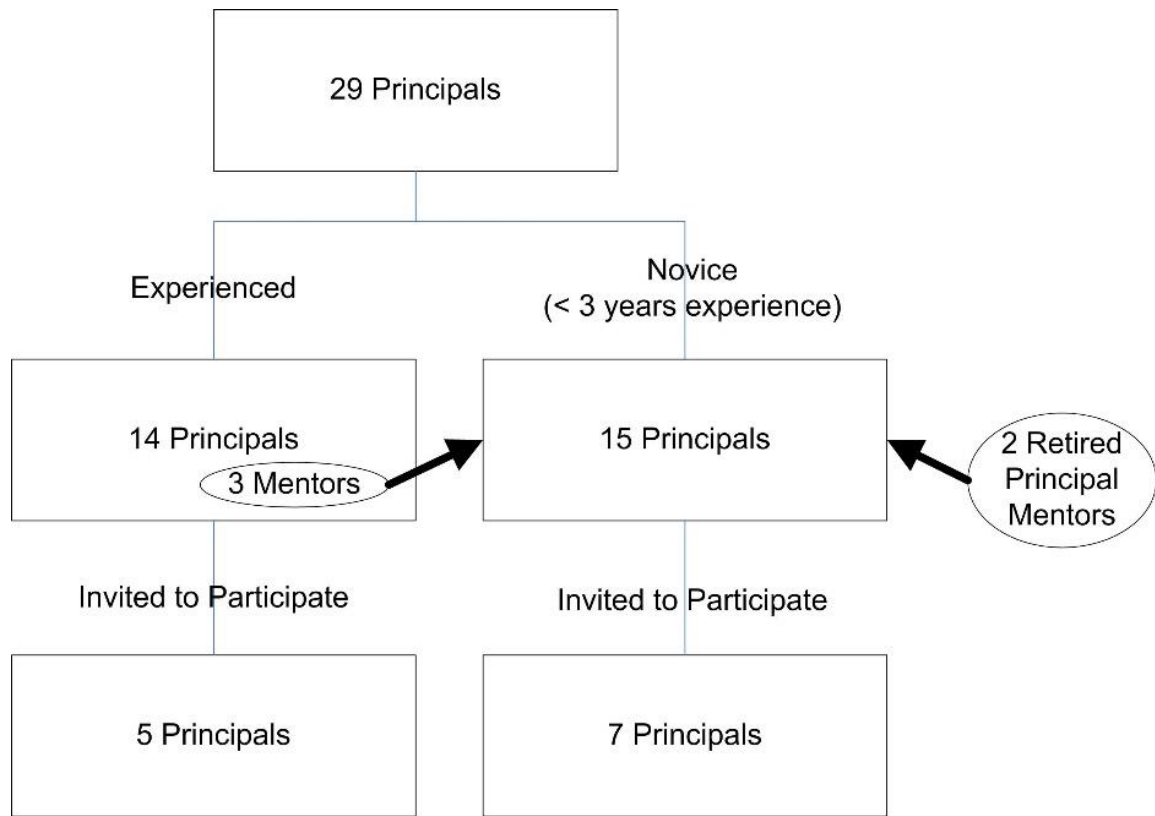 29 Principals
Experienced
Novice
(< 3 years experience)
14 Principals
3 Mentors
15 Principals
2 Retired
Principal
Mentors
Invited to Participate
Invited to Participate
5 Principals
7 Principals